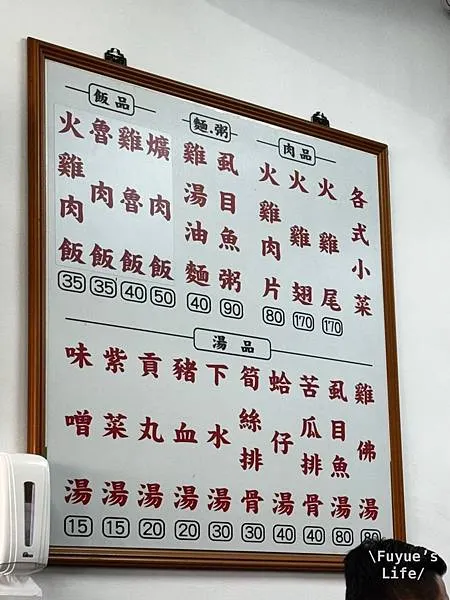 飯品
火雞肉飯 35
魯肉飯 35
雞魯飯 40
爌肉飯 50
麵.粥
雞湯油麵 40
虱目魚粥 90
肉品
火雞肉片 80
火雞翅 170
火雞尾 170
各式小菜
湯品
味噌湯 15
紫菜湯 15
貢丸湯 20
豬血湯 20
下水湯 30
筍絲排骨 30
蛤仔湯 40
苦瓜排骨 40
虱目魚湯 80
雞佛湯 80
\Fuyue's
Life/